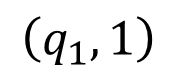 (q₁, 1)